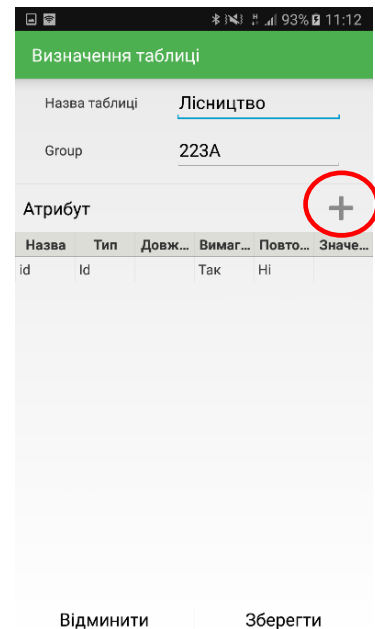 93% 11:12
Визначення таблиці
Назва таблиці Лісництво
Group 223А
Атрибут
Назва Тип Довж... Вимаг... Повто... Значе...
id Id Так Ні
Відминити Зберегти